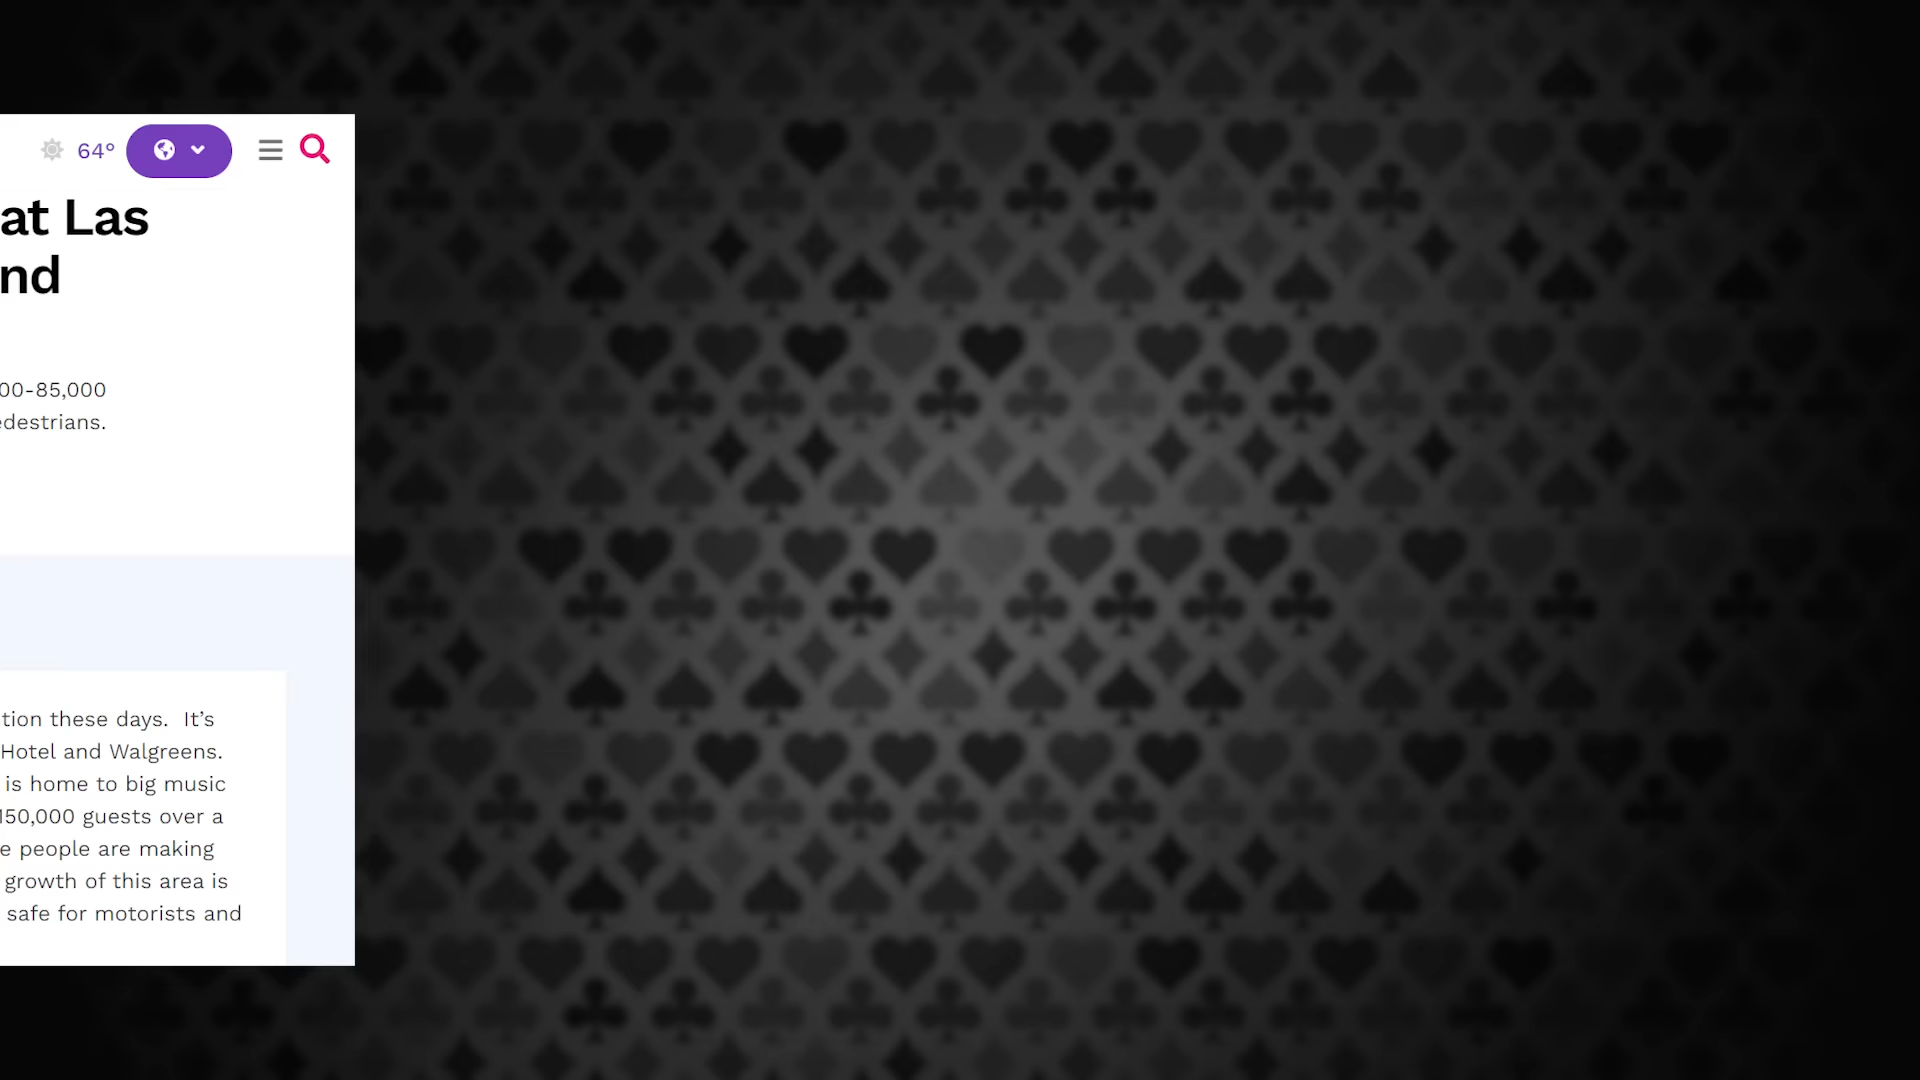 64°
at Las
nd
00-85,000
edestrians.
tion these days. It’s
Hotel and Walgreens.
is home to big music
150,000 guests over a
e people are making
growth of this area is
safe for motorists and